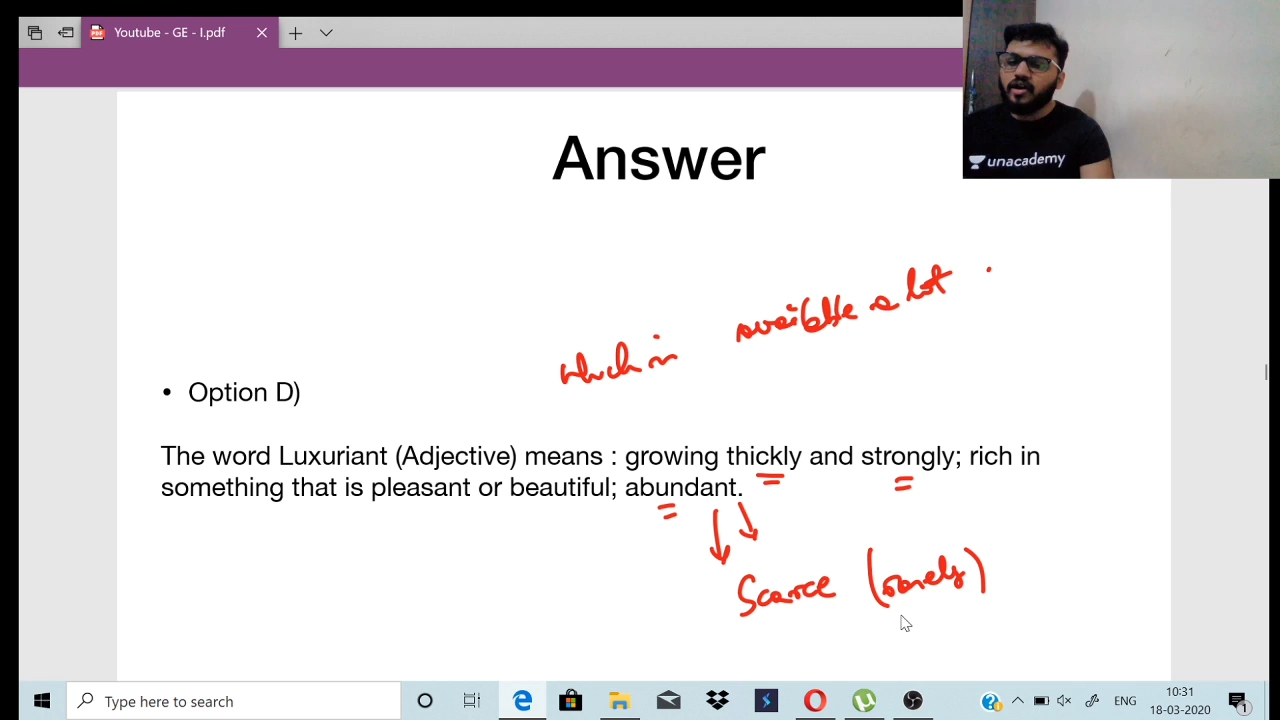 Youtube - GE - I.pdf
unacademy
Answer
which is available a lot .
• Option D)
The word Luxuriant (Adjective) means : growing thickly and strongly; rich in
something that is pleasant or beautiful; abundant.
Scarce (rarely)
Type here to search
ENG
10:31
18-03-2020
1